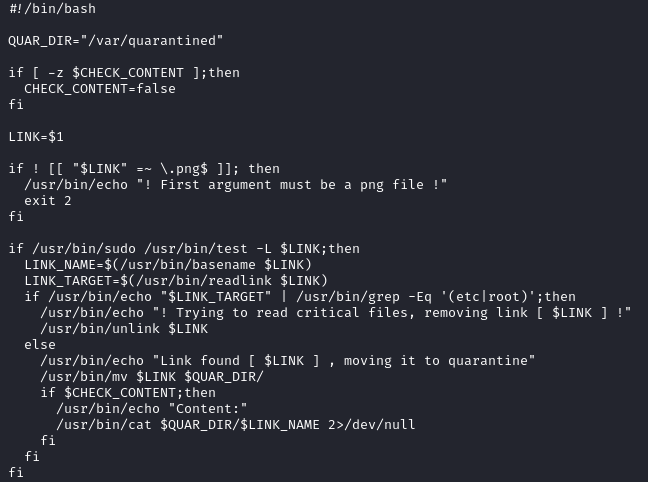 #!/bin/bash

QUAR_DIR="/var/quarantined"

if [ -z $CHECK_CONTENT ];then
  CHECK_CONTENT=false
fi

LINK=$1

if ! [[ "$LINK" =~ \.png$ ]]; then
  /usr/bin/echo "! First argument must be a png file !"
  exit 2
fi

if /usr/bin/sudo /usr/bin/test -L $LINK;then
  LINK_NAME=$(/usr/bin/basename $LINK)
  LINK_TARGET=$(/usr/bin/readlink $LINK)
  if /usr/bin/echo "$LINK_TARGET" | /usr/bin/grep -Eq '(etc|root)';then
    /usr/bin/echo "! Trying to read critical files, removing link [ $LINK ] !"
    /usr/bin/unlink $LINK
  else
    /usr/bin/echo "Link found [ $LINK ] , moving it to quarantine"
    /usr/bin/mv $LINK $QUAR_DIR/
    if $CHECK_CONTENT;then
      /usr/bin/echo "Content:"
      /usr/bin/cat $QUAR_DIR/$LINK_NAME 2>/dev/null
    fi
  fi
fi